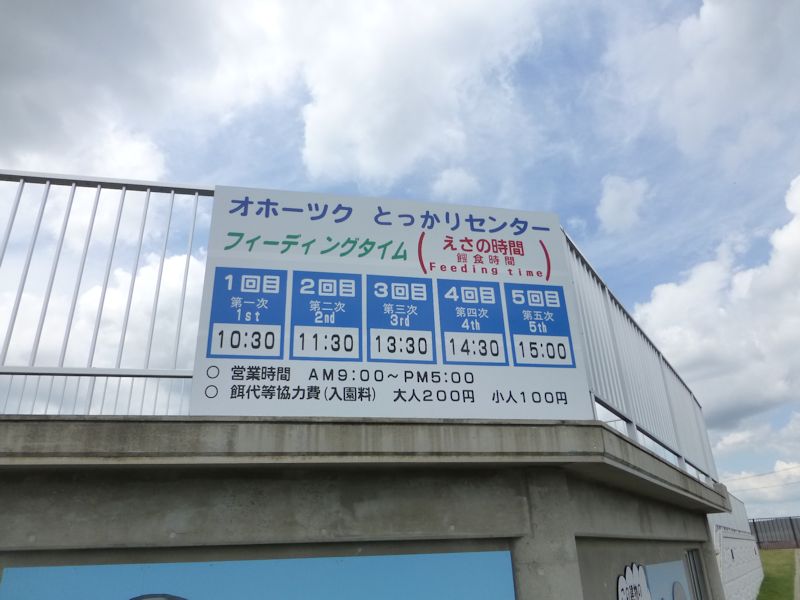 オホーツク とっかりセンター
フィーディングタイム (えさの時間
餌食時間
Feeding time)
1回目 2回目 3回目 4回目 5回目
第一次 第二次 第三次 第四次 第五次
1st 2nd 3rd 4th 5th
10:30 11:30 13:30 14:30 15:00
○ 営業時間 AM9:00～PM5:00
○ 餌代等協力費(入園料) 大人200円 小人100円